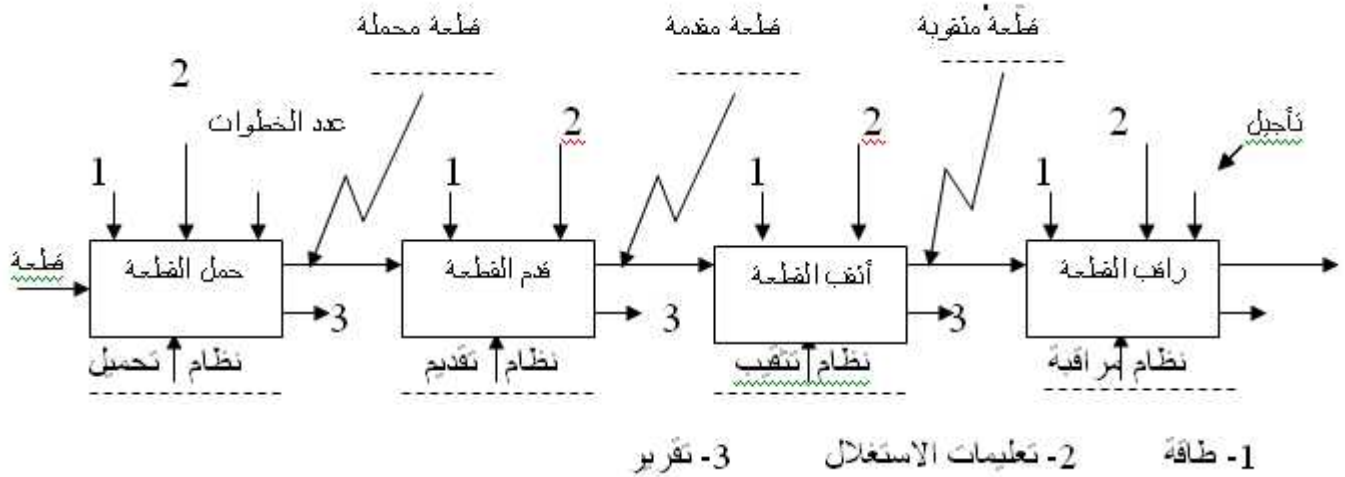 قطعة محملة
قطعة مقدمة
قطعة مثقوبة
2
عدد الخطوات
2
2
2
تأجيل
1
1
1
1
قطعة
حمل القطعة
قدم القطعة
أثقب القطعة
راقب القطعة
3
3
3
نظام تحميل
نظام تقديم
نظام تثقيب
نظام مراقبة
1- طاقة 2- تعليمات الاستغلال 3- تقرير